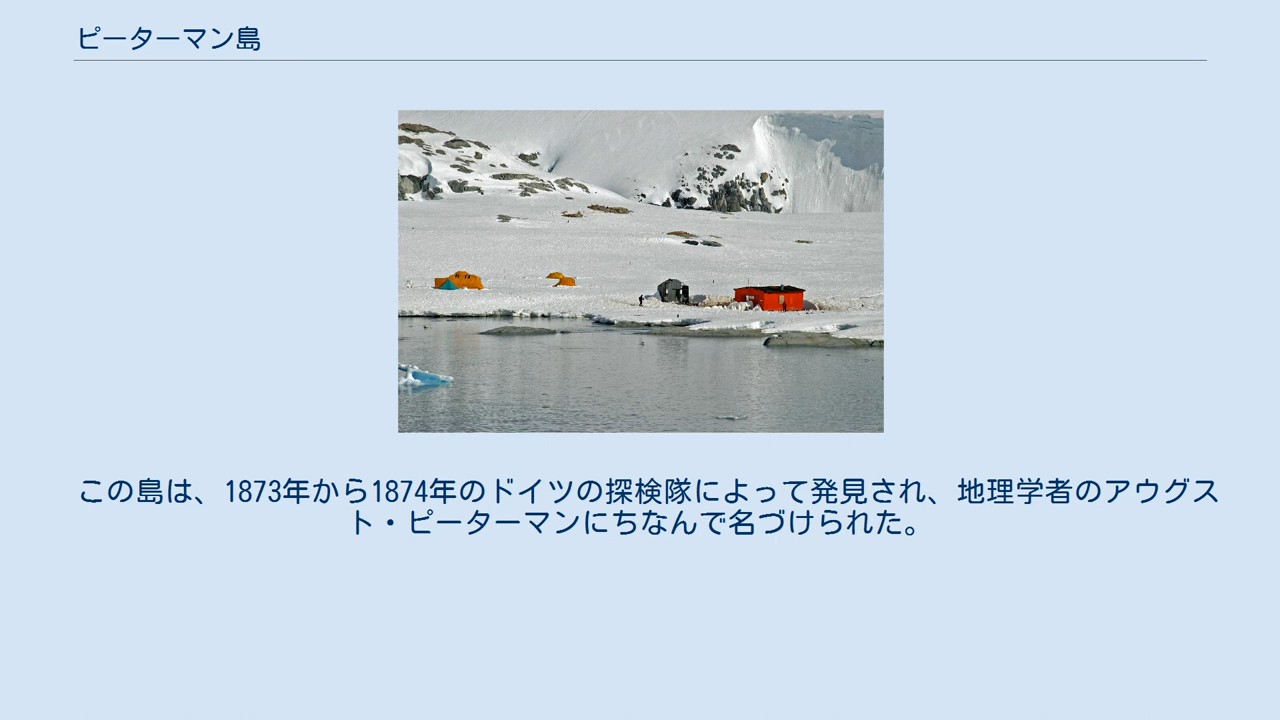 ピーターマン島
この島は、1873年から1874年のドイツの探検隊によって発見され、地理学者のアウグス
ト・ピーターマンにちなんで名づけられた。